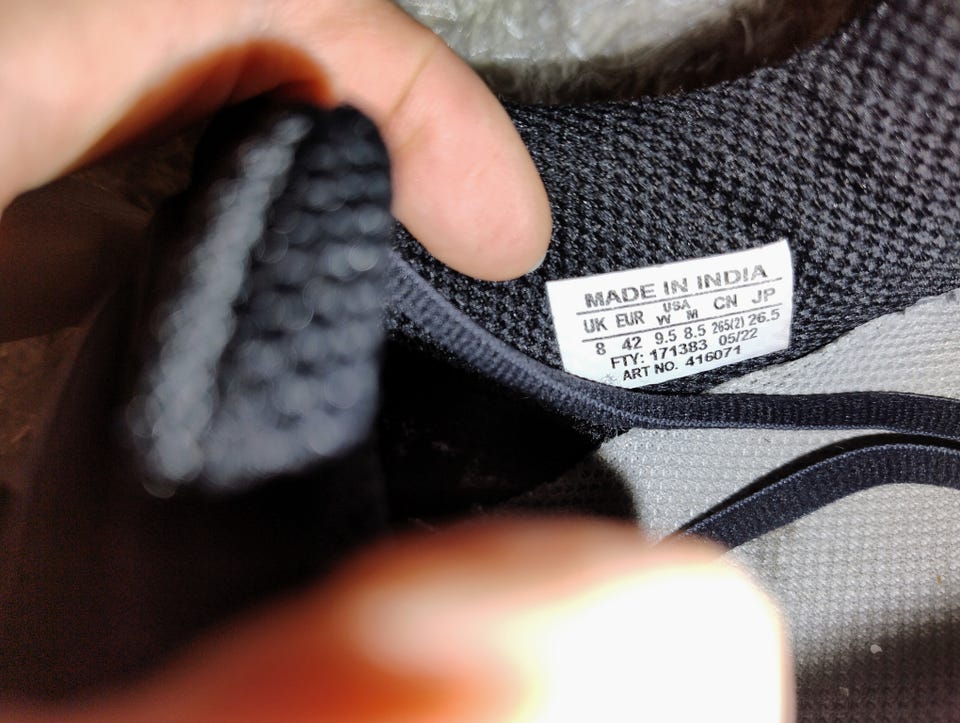 MADE IN INDIA
USA
UK EUR W M CN JP
8 42 9.5 8.5 265(2) 26.5
FTY: 171383 05/22
ART NO. 416071